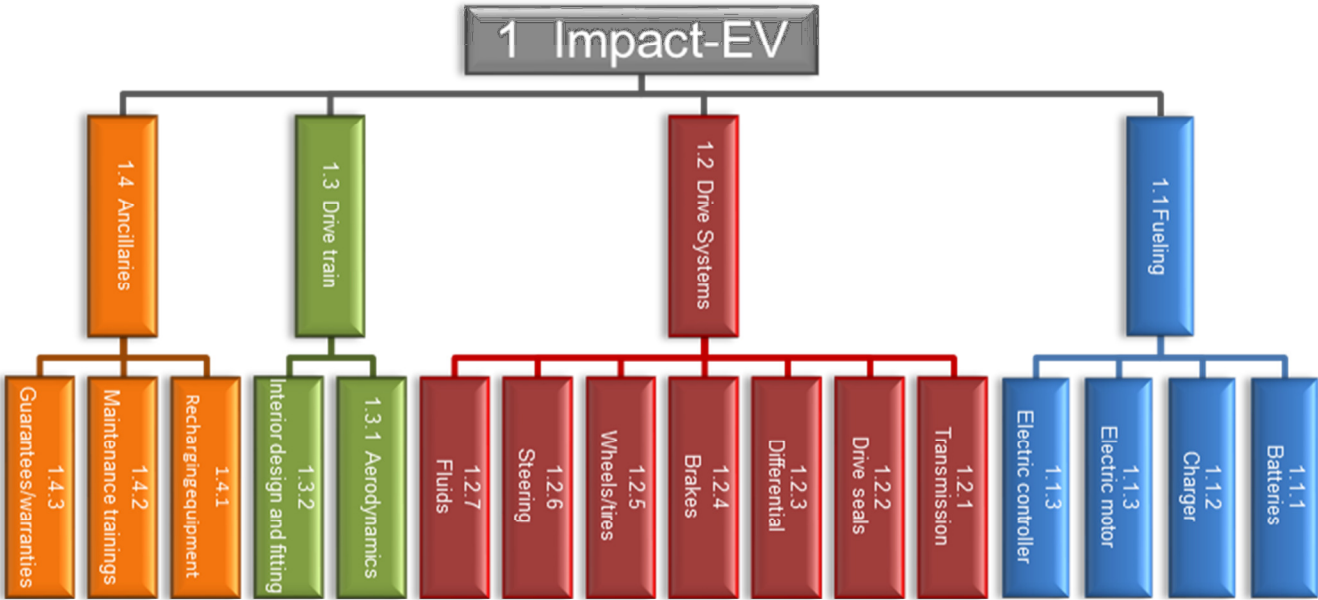 1 Impact-EV
1.4 Ancillaries
1.3 Drive train
1.2 Drive Systems
1.1Fueling
1.4.3
Guarantees/warranties
1.4.2
Maintenance trainings
1.4.1
Recharging equipment
1.3.2
Interior design and fitting
1.3.1 Aerodynamics
1.2.7
Fluids
1.2.6
Steering
1.2.5
Wheels/tires
1.2.4
Brakes
1.2.3
Differential
1.2.2
Drive seals
1.2.1
Transmission
1.1.3
Electric controller
1.1.3
Electric motor
1.1.2
Charger
1.1.1
Batteries